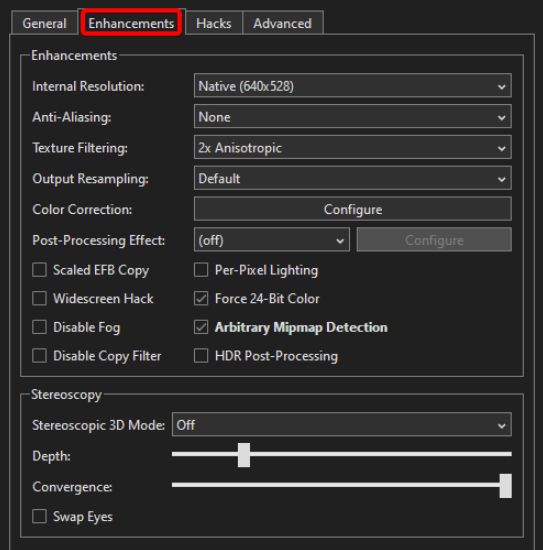 General Enhancements Hacks Advanced
Enhancements
Internal Resolution: Native (640x528)
Anti-Aliasing: None
Texture Filtering: 2x Anisotropic
Output Resampling: Default
Color Correction: Configure
Post-Processing Effect: (off) Configure
Scaled EFB Copy Per-Pixel Lighting
Widescreen Hack Force 24-Bit Color
Disable Fog Arbitrary Mipmap Detection
Disable Copy Filter HDR Post-Processing
Stereoscopy
Stereoscopic 3D Mode: Off
Depth:
Convergence:
Swap Eyes